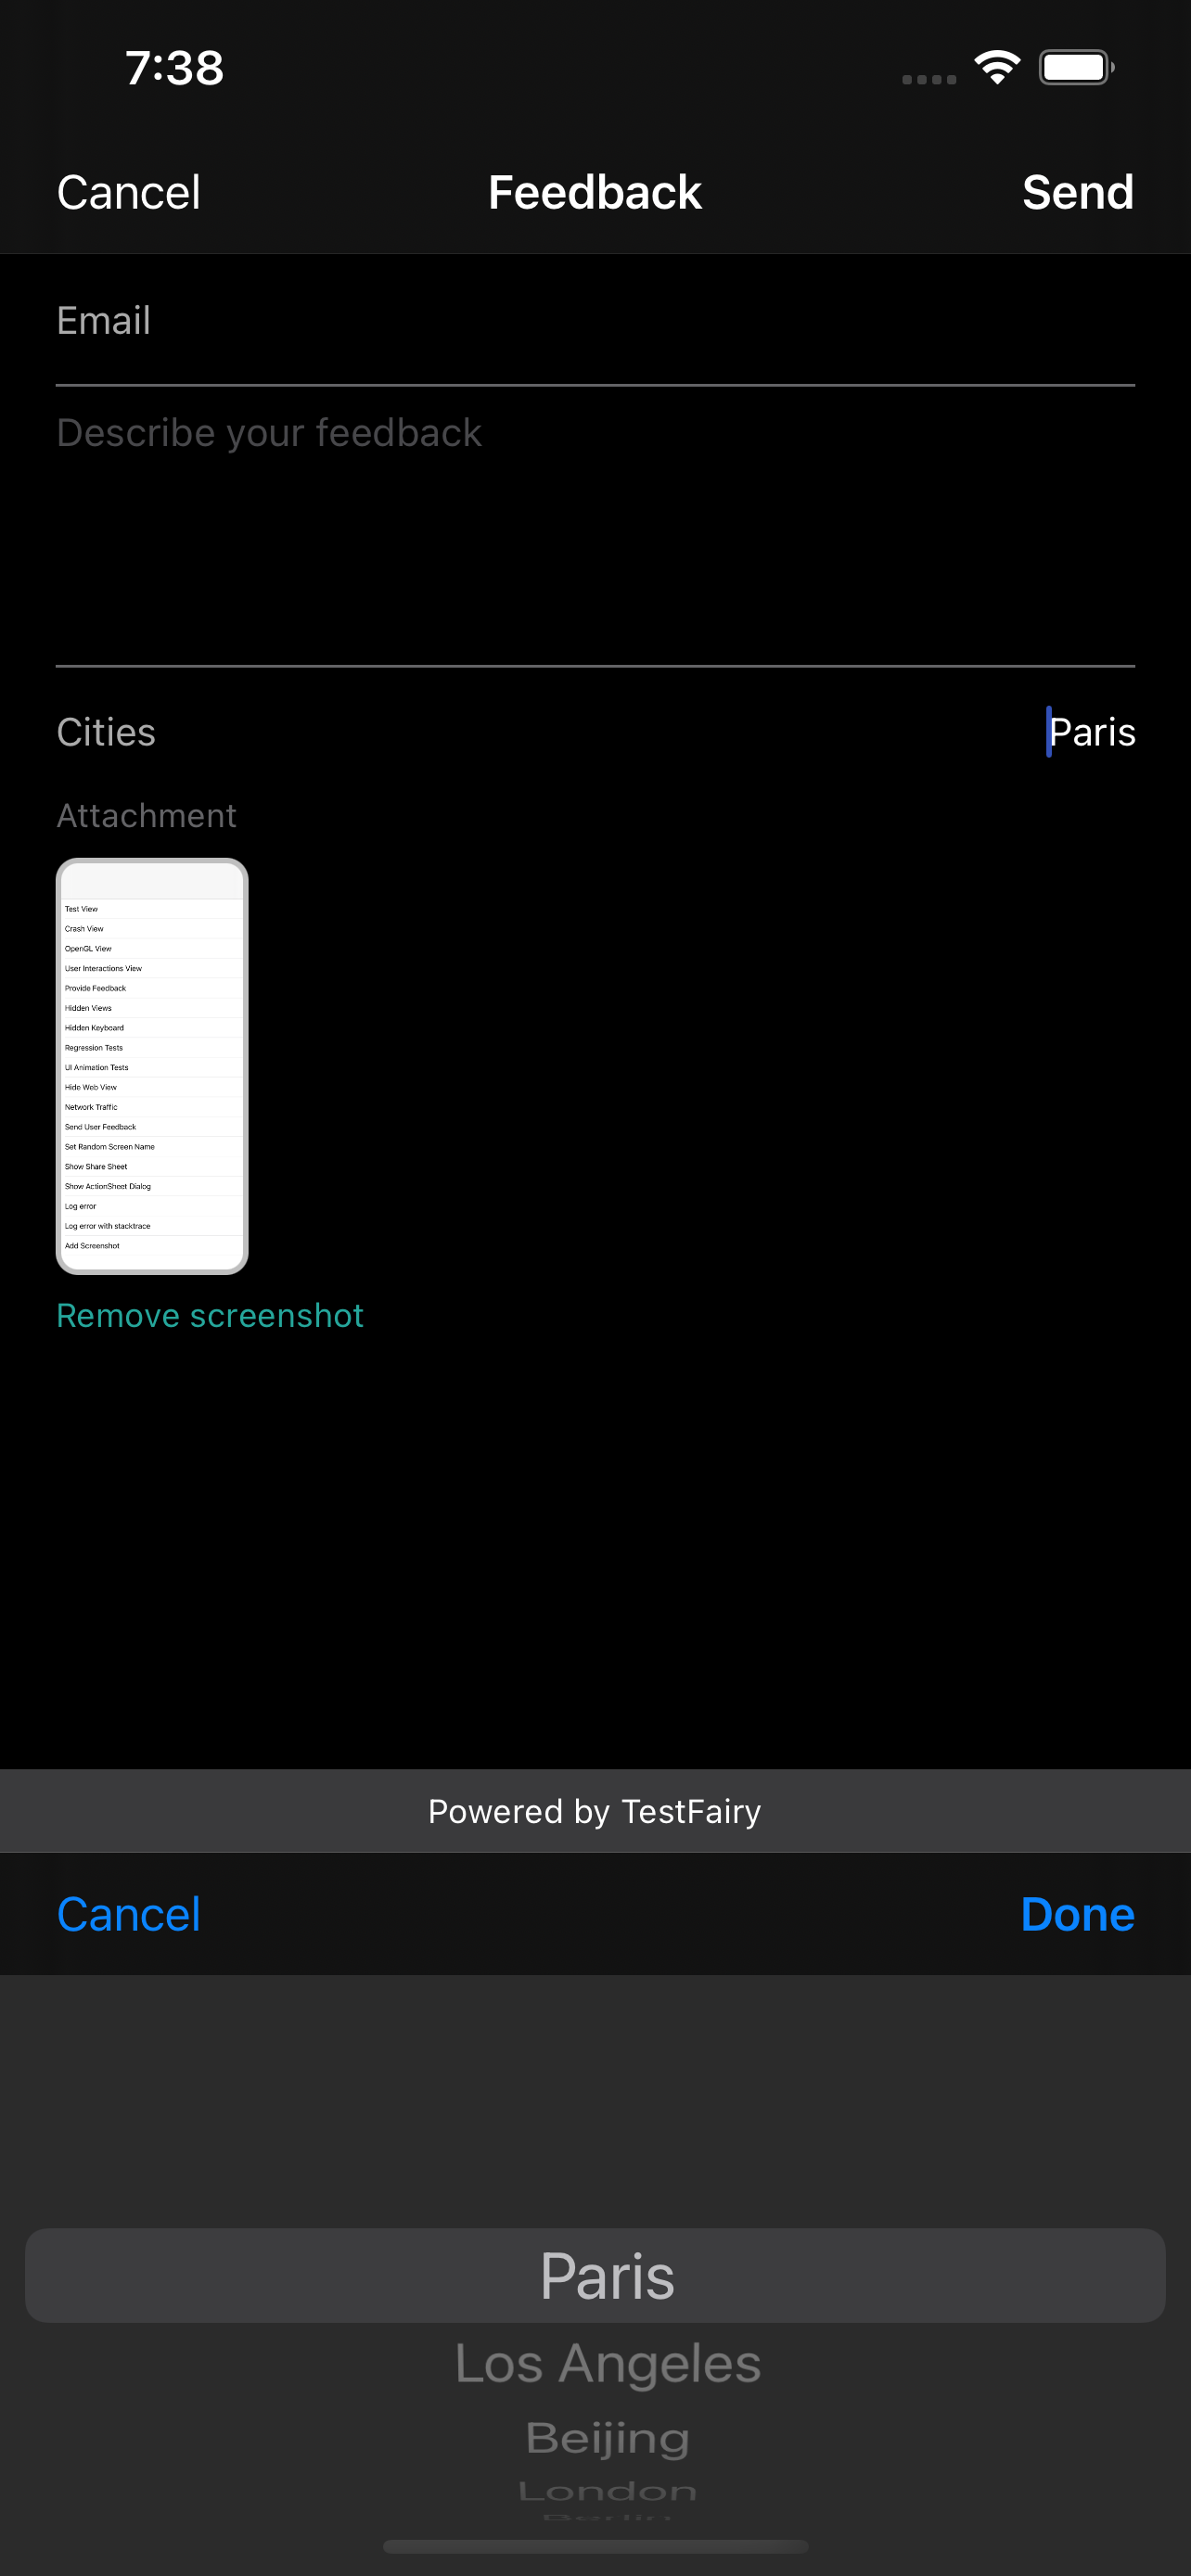 7:38
Cancel Feedback Send
Email
Describe your feedback
Cities Paris
Attachment
Test View
Crash View
OpenGL View
User Interactions View
Provide Feedback
Hidden Views
Hidden Keyboard
Regression Tests
UI Animation Tests
Hide Web View
Network Traffic
Send User Feedback
Set Random Screen Name
Show Share Sheet
Show ActionSheet Dialog
Log error
Log error with stacktrace
Add Screenshot
Remove screenshot
Powered by TestFairy
Cancel Done
Paris
Los Angeles
Beijing
London
Berlin